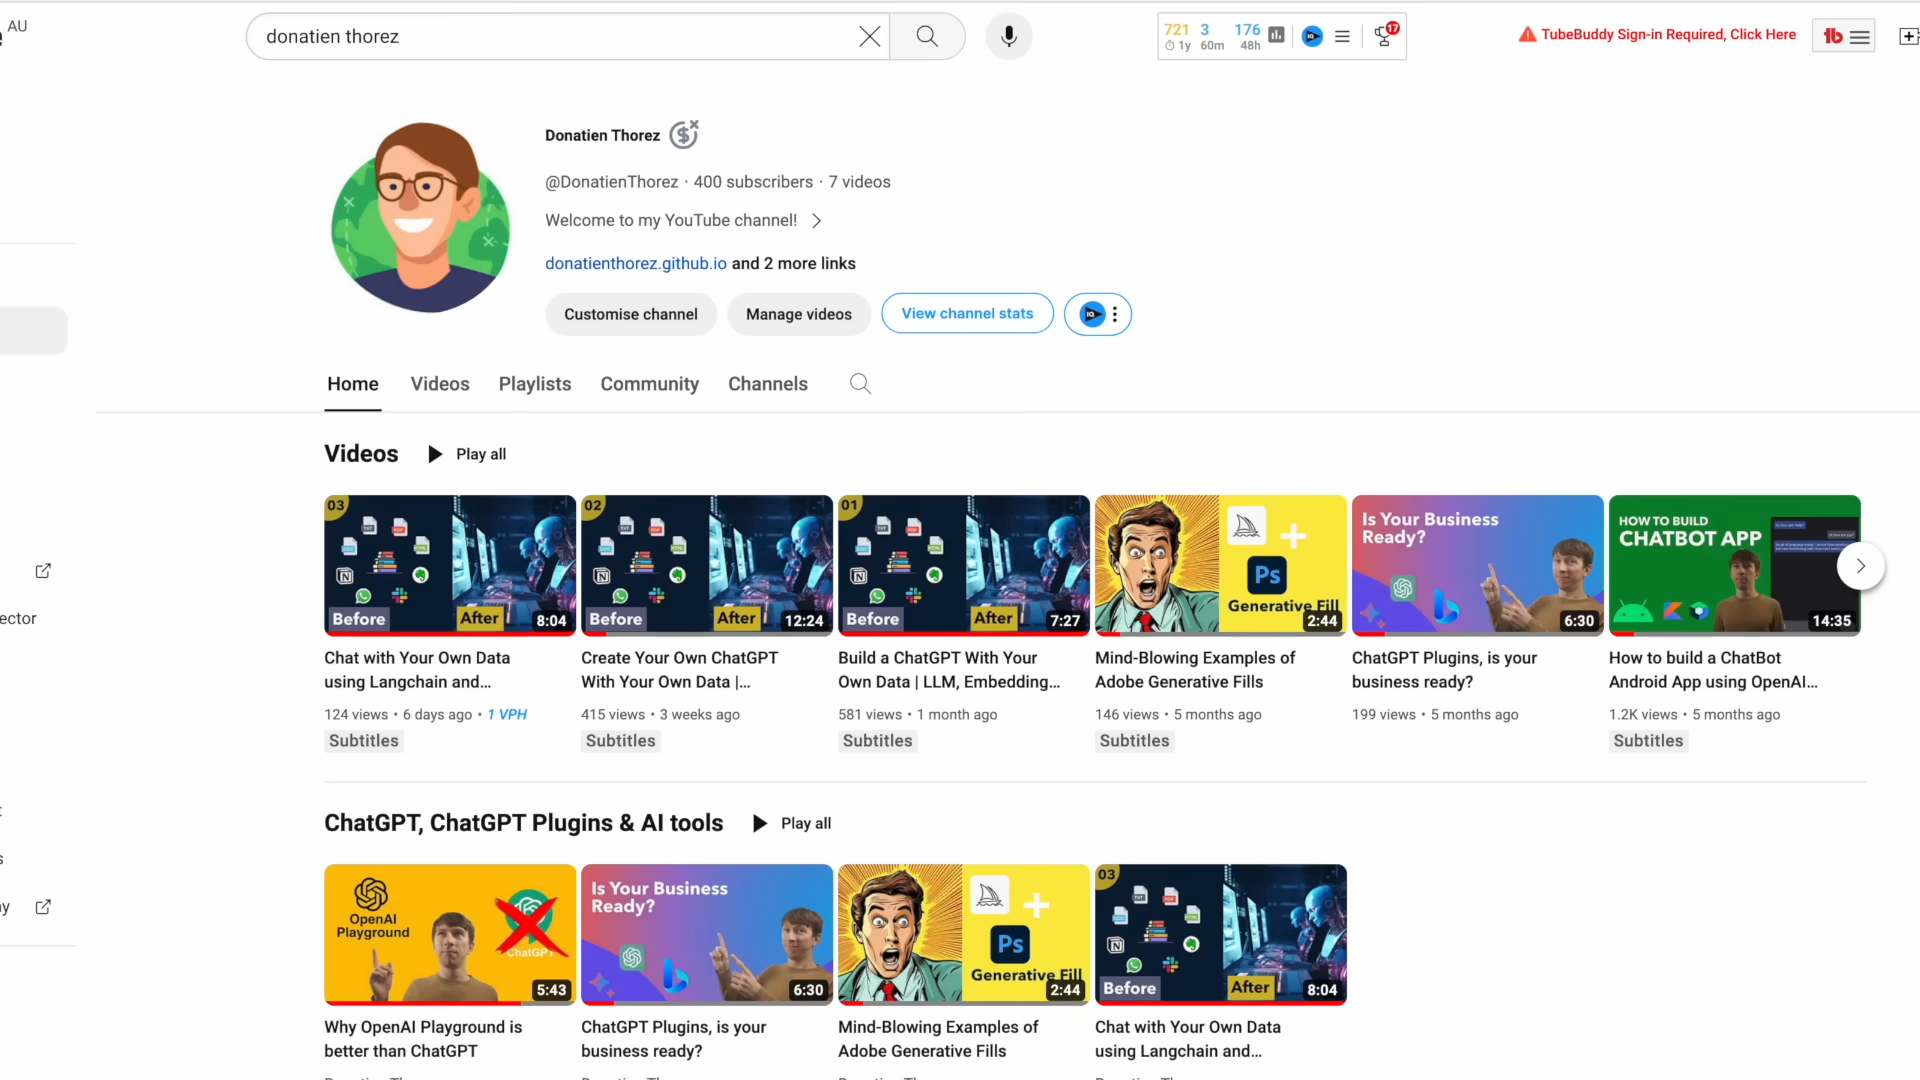 AU
donatien thorez
721 3 176
1y 60m 48h
17
TubeBuddy Sign-in Required, Click Here
Donatien Thorez
@DonatienThorez · 400 subscribers · 7 videos
Welcome to my YouTube channel!
donatienthorez.github.io and 2 more links
Customise channel
Manage videos
View channel stats
Home
Videos
Playlists
Community
Channels
Videos
Play all
03
Before
After
8:04
02
Before
After
12:24
01
Before
After
7:27
Ps
Generative Fill
2:44
Is Your Business
Ready?
6:30
HOW TO BUILD
CHATBOT APP
14:35
ector
Chat with Your Own Data
using Langchain and...
124 views • 6 days ago • 1 VPH
Subtitles
Create Your Own ChatGPT
With Your Own Data |...
415 views • 3 weeks ago
Subtitles
Build a ChatGPT With Your
Own Data | LLM, Embedding...
581 views • 1 month ago
Subtitles
Mind-Blowing Examples of
Adobe Generative Fills
146 views • 5 months ago
Subtitles
ChatGPT Plugins, is your
business ready?
199 views • 5 months ago
How to build a ChatBot
Android App using OpenAI...
1.2K views • 5 months ago
Subtitles
ChatGPT, ChatGPT Plugins & AI tools
Play all
OpenAI
Playground
ChatGPT
5:43
Is Your Business
Ready?
6:30
Ps
Generative Fill
2:44
03
Before
After
8:04
Why OpenAI Playground is
better than ChatGPT
ChatGPT Plugins, is your
business ready?
Mind-Blowing Examples of
Adobe Generative Fills
Chat with Your Own Data
using Langchain and...